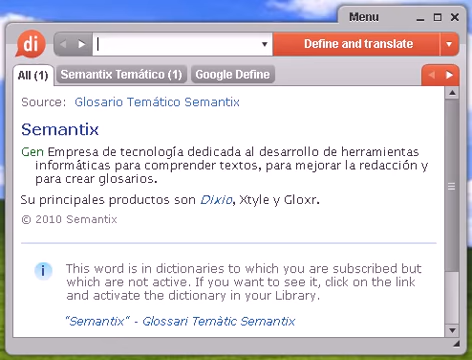 Menu
di
Define and translate
All (1)
Semantix Temático (1)
Google Define
Source: Glosario Temático Semantix
Semantix
Gen Empresa de tecnología dedicada al desarrollo de herramientas
informáticas para comprender textos, para mejorar la redacción y
para crear glosarios.
Su principales productos son Dixio, Xtyle y Gloxr.
© 2010 Semantix
i
This word is in dictionaries to which you are subscribed but
which are not active. If you want to see it, click on the link
and activate the dictionary in your Library.
"Semantix" - Glossari Temàtic Semantix